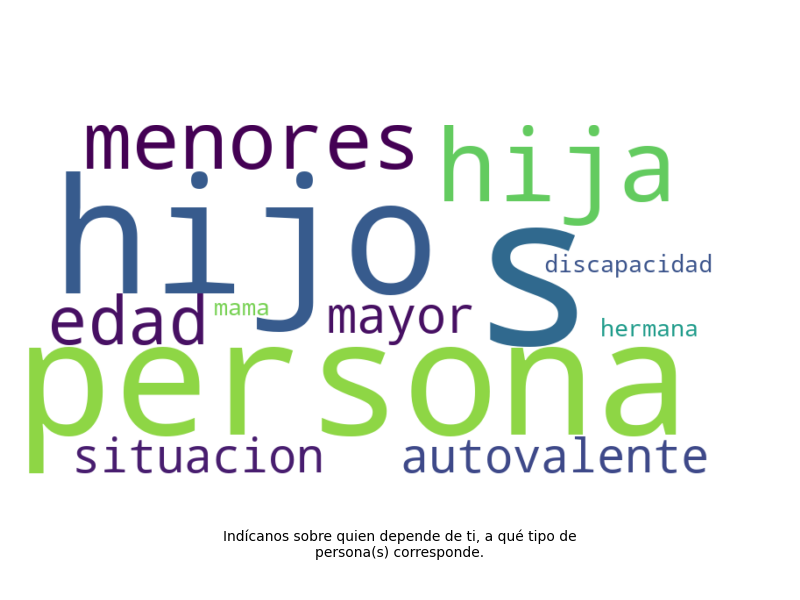 menores hija
hijo s
discapacidad
edad mama mayor hermana
persona
situacion autovalente
Indícanos sobre quien depende de ti, a qué tipo de
persona(s) corresponde.